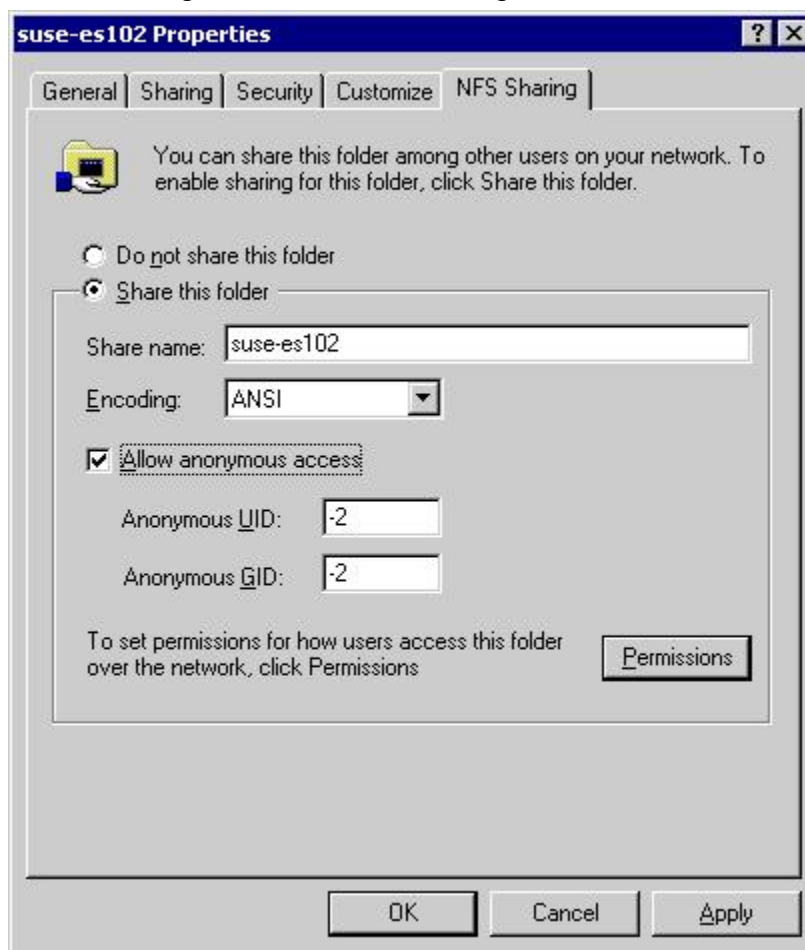 suse-es102 Properties
General Sharing Security Customize NFS Sharing
You can share this folder among other users on your network. To
enable sharing for this folder, click Share this folder.
Do not share this folder
Share this folder
Share name: suse-es102
Encoding: ANSI
Allow anonymous access
Anonymous UID: -2
Anonymous GID: -2
To set permissions for how users access this folder
over the network, click Permissions
Permissions
OK Cancel Apply